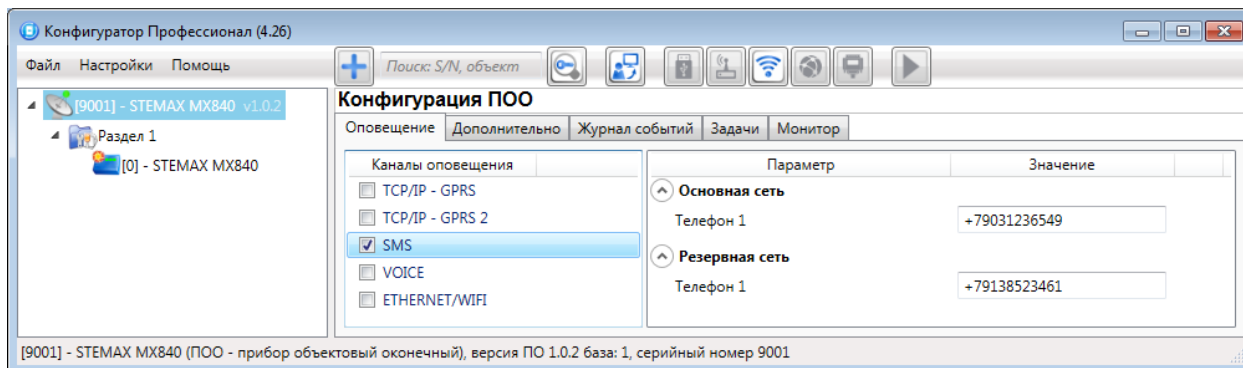 Конфигуратор Профессионал (4.26)
Файл Настройки Помощь
Поиск: S/N, объект
[9001] - STEMAX MX840 v1.0.2
Раздел 1
[0] - STEMAX MX840
Конфигурация ПОО
Оповещение Дополнительно Журнал событий Задачи Монитор
Каналы оповещения
TCP/IP - GPRS
TCP/IP - GPRS 2
SMS
VOICE
ETHERNET/WIFI
Параметр Значение
Основная сеть
Телефон 1 +79031236549
Резервная сеть
Телефон 1 +79138523461
[9001] - STEMAX MX840 (ПОО - прибор объектовый оконечный), версия ПО 1.0.2 база: 1, серийный номер 9001